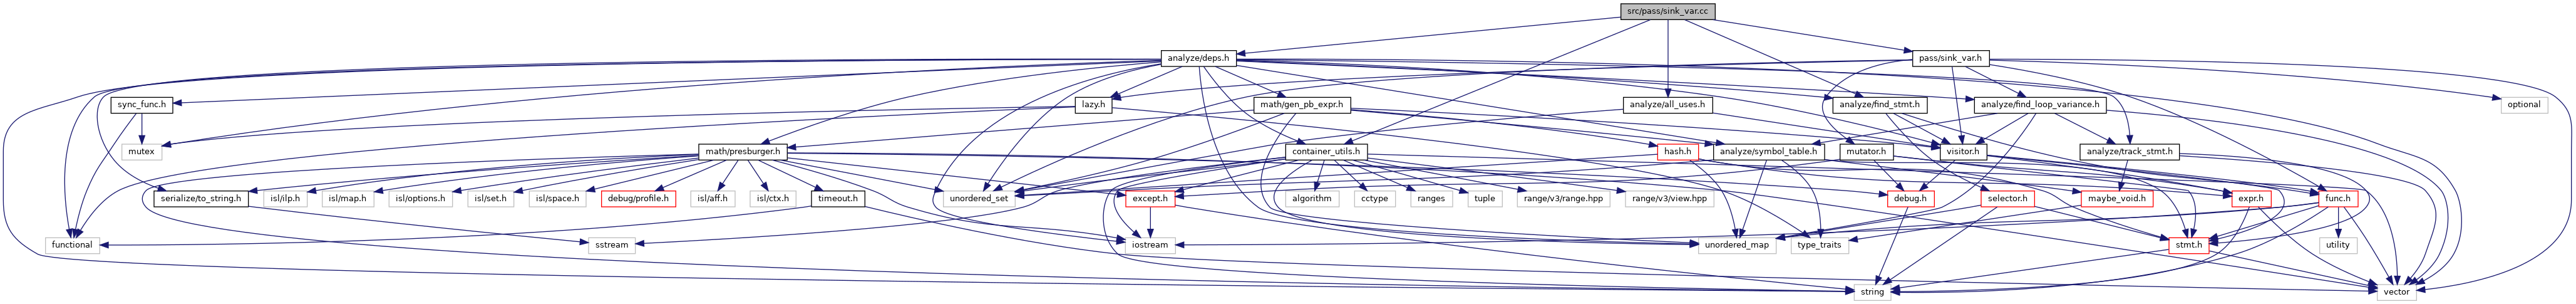 src/pass/sink_var.cc
analyze/deps.h
pass/sink_var.h
sync_func.h
lazy.h
math/gen_pb_expr.h
analyze/all_uses.h
analyze/find_stmt.h
analyze/find_loop_variance.h
optional
mutex
math/presburger.h
container_utils.h
hash.h
analyze/symbol_table.h
mutator.h
visitor.h
analyze/track_stmt.h
serialize/to_string.h
isl/ilp.h
isl/map.h
isl/options.h
isl/set.h
isl/space.h
debug/profile.h
isl/aff.h
isl/ctx.h
timeout.h
unordered_set
except.h
algorithm
cctype
ranges
tuple
range/v3/range.hpp
range/v3/view.hpp
debug.h
selector.h
maybe_void.h
expr.h
func.h
functional
sstream
iostream
unordered_map
type_traits
stmt.h
utility
string
vector